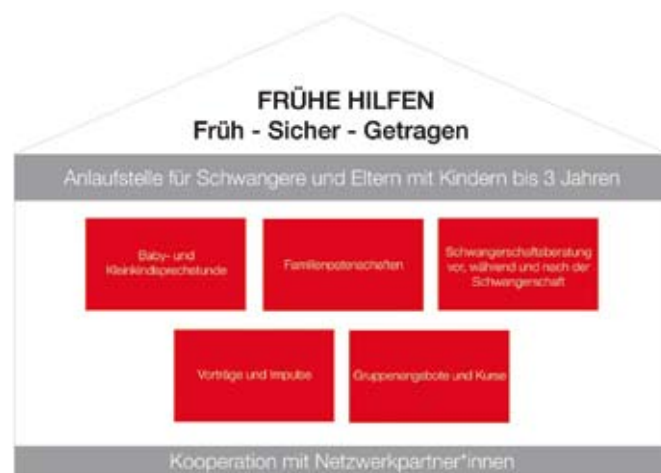 FRÜHE HILFEN
Früh - Sicher - Getragen
Anlaufstelle für Schwangere und Eltern mit Kindern bis 3 Jahren
Baby- und
Kleinkindsprechstunde
Familienpatenschaften
Schwangerschaftsberatung
vor, während und nach der
Schwangerschaft
Vorträge und Impulse
Gruppenangebote und Kurse
Kooperation mit Netzwerkpartner*innen